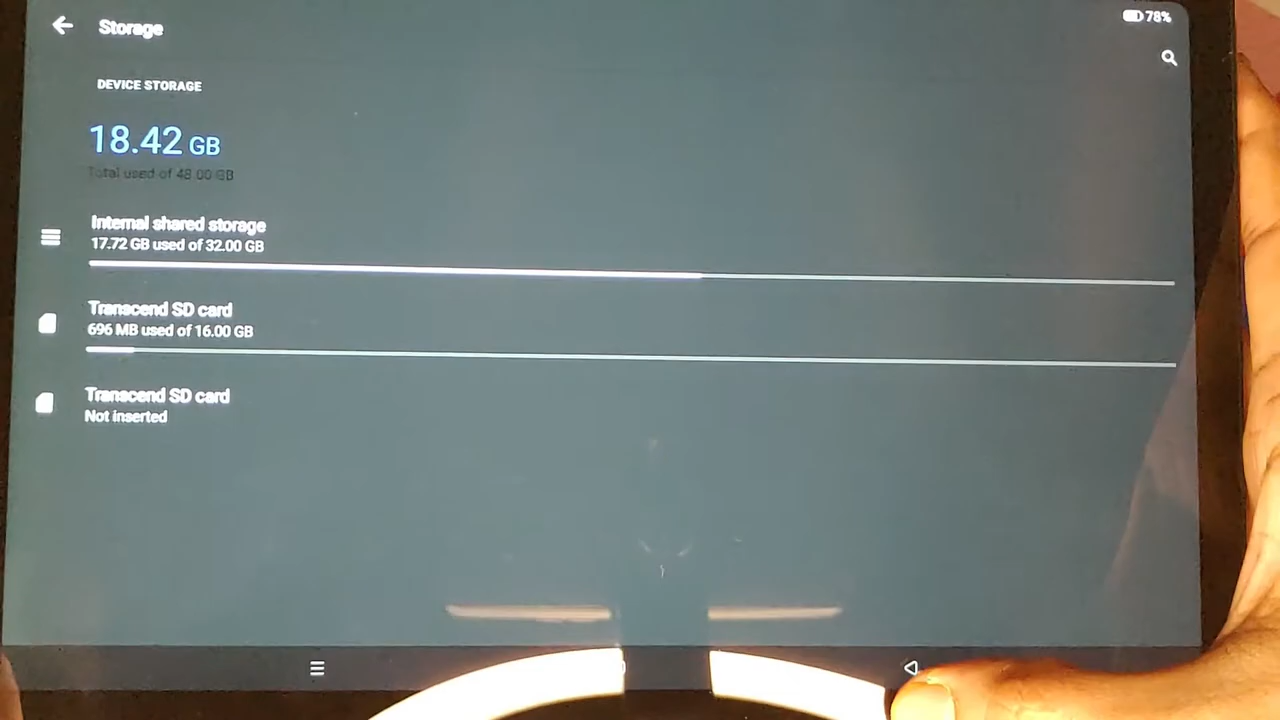 Storage
78%
DEVICE STORAGE
18.42 GB
Total used of 48.00 GB
Internal shared storage
17.72 GB used of 32.00 GB
Transcend SD card
696 MB used of 16.00 GB
Transcend SD card
Not inserted